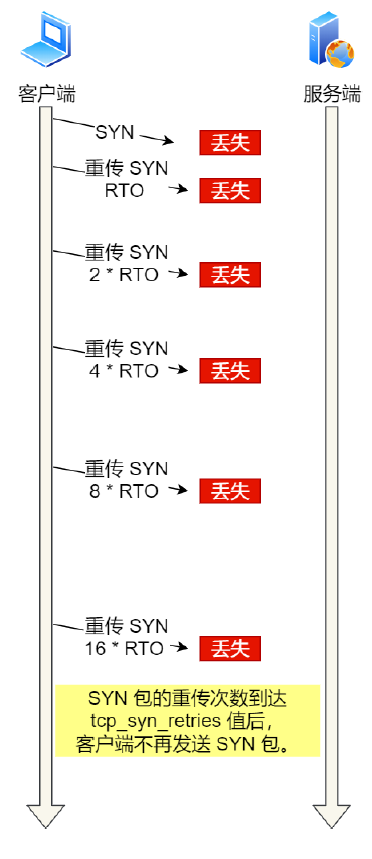 客户端
服务端
SYN
丢失
重传 SYN
RTO
丢失
重传 SYN
2 * RTO
丢失
重传 SYN
4 * RTO
丢失
重传 SYN
8 * RTO
丢失
重传 SYN
16 * RTO
丢失
SYN 包的重传次数到达
tcp_syn_retries 值后，
客户端不再发送 SYN 包。